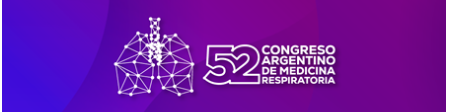 52 CONGRESO
ARGENTINO
DE MEDICINA
RESPIRATORIA